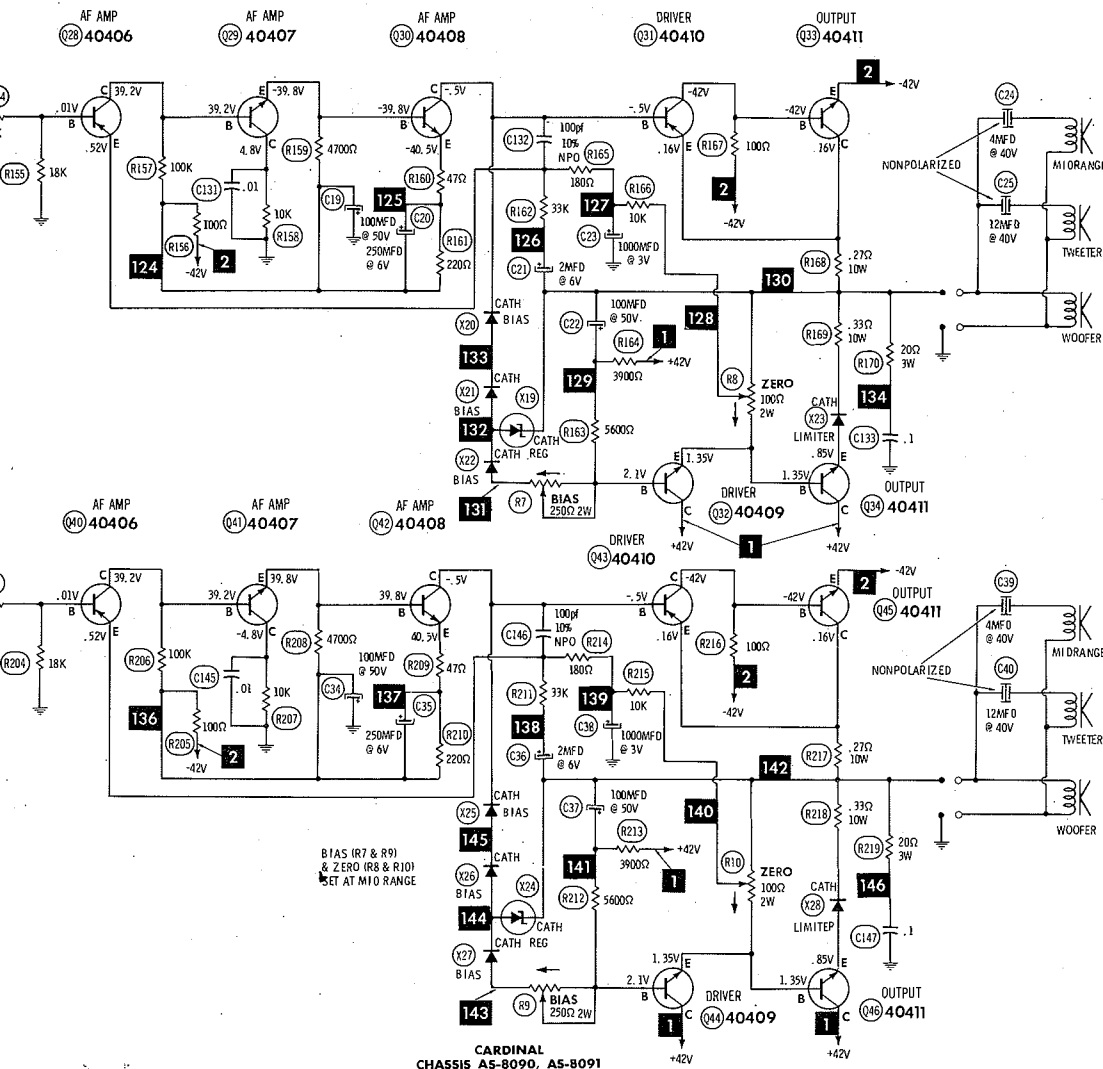 AF AMP
Q28 40406
AF AMP
Q29 40407
AF AMP
Q30 40408
DRIVER
Q31 40410
OUTPUT
Q33 40411
C 39.2V
.01V B
.52V E
R155 18K
R157 100K
R156 100Ω
2
-42V
124
39.2V B
E -39.8V
4.8V C
C131 .01
10K R158
R159 4700Ω
C19 100MFD @ 50V
-39.8V B
C -.5V
-40.5V E
R160 47Ω
125
C20 250MFD @ 6V
R161 220Ω
C132 100pf 10% NPO
R165 180Ω
R162 33K
126
C21 2MFD @ 6V
127
R166 10K
C23 1000MFD @ 3V
-.5V B
C -42V
.16V E
R167 100Ω
2
-42V
-42V B
E
C .16V
2 -42V
R168 .27Ω 10W
130
C22 100MFD @ 50V.
R164 3900Ω
1
+42V
129
R163 5600Ω
128
R8 ZERO 100Ω 2W
R169 .33Ω 10W
R170 20Ω 3W
134
C133 .1
CATH
X23 LIMITER
.85V E
1.35V B
C
OUTPUT
Q34 40411
+42V
X20 CATH BIAS
133
X21 CATH BIAS
X19 CATH REG
132
X22 CATH BIAS
131
R7 BIAS 250Ω 2W
2.1V B
E 1.35V
C
DRIVER
Q32 40409
+42V
1
C24 4MFD @ 40V
NONPOLARIZED
C25 12MFD @ 40V
MIDRANGE
TWEETER
WOOFER
AF AMP
Q40 40406
AF AMP
Q41 40407
AF AMP
Q42 40408
DRIVER
Q43 40410
C 39.2V
.01V B
.52V E
R204 18K
R206 100K
136
R205 100Ω
2
-42V
39.2V B
E 39.8V
-4.8V C
C145 .01
10K R207
R208 4700Ω
C34 100MFD @ 50V
39.8V B
C -.5V
40.5V E
R209 47Ω
137
C35 250MFD @ 6V
R210 220Ω
C146 100pf 10% NPO
R214 180Ω
R211 33K
138
C36 2MFD @ 6V
139
R215 10K
C38 1000MFD @ 3V
-.5V B
C -42V
.16V E
R216 100Ω
2
-42V
-42V B
E
C .16V
2 -42V
OUTPUT
Q45 40411
R217 .27Ω 10W
142
C37 100MFD @ 50V
R213 3900Ω
+42V
1
141
R212 5600Ω
140
R10 ZERO 100Ω 2W
R218 .33Ω 10W
R219 20Ω 3W
146
C147 .1
CATH
X28 LIMITEP
.85V E
1.35V B
C
OUTPUT
Q46 40411
1
+42V
X25 CATH BIAS
145
X26 CATH BIAS
X24 CATH REG
144
X27 CATH BIAS
143
R9 BIAS 250Ω 2W
2.1V B
1.35V E
C
DRIVER
Q44 40409
1
+42V
C39 4MFD @ 40V
NONPOLARIZED
C40 12MFD @ 40V
MIDRANGE
TWEETER
WOOFER
BIAS (R7 & R9)
& ZERO (R8 & R10)
SET AT MID RANGE
CARDINAL
CHASSIS AS-8090, AS-8091